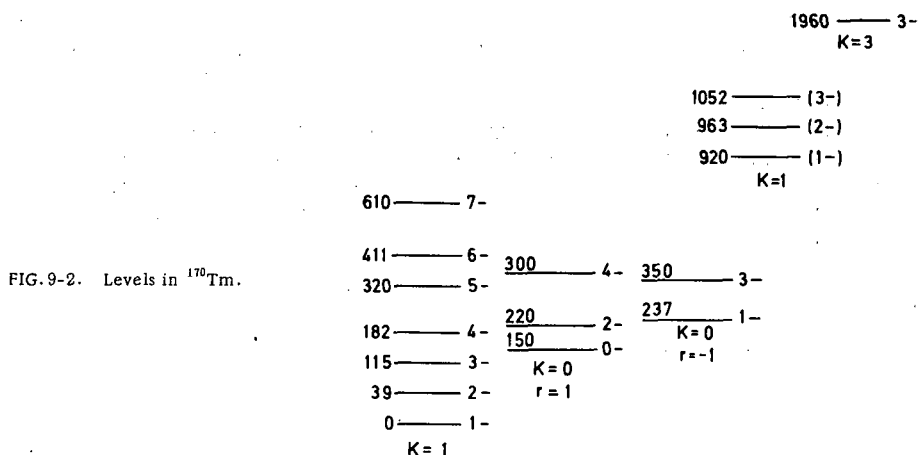 1960 3-
K=3
1052 (3-)
963 (2-)
920 (1-)
K=1
610 7-
411 6-
320 5-
182 4-
115 3-
39 2-
0 1-
K= 1
300 4-
220 2-
150 0-
K=0
r=1
350 3-
237 1-
K=0
r=-1
FIG.9-2. Levels in ¹⁷⁰Tm.